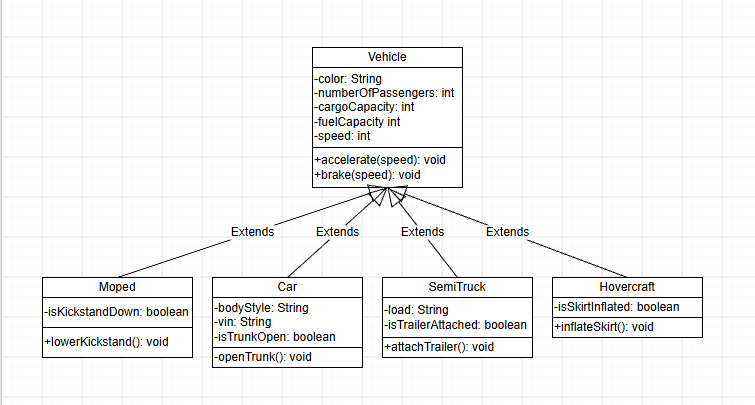 Vehicle
-color: String
-numberOfPassengers: int
-cargoCapacity: int
-fuelCapacity int
-speed: int
+accelerate(speed): void
+brake(speed): void
Extends
Extends
Extends
Extends
Moped
-isKickstandDown: boolean
+lowerKickstand(): void
Car
-bodyStyle: String
-vin: String
-isTrunkOpen: boolean
-openTrunk(): void
SemiTruck
-load: String
-isTrailerAttached: boolean
+attachTrailer(): void
Hovercraft
-isSkirtInflated: boolean
+inflateSkirt(): void